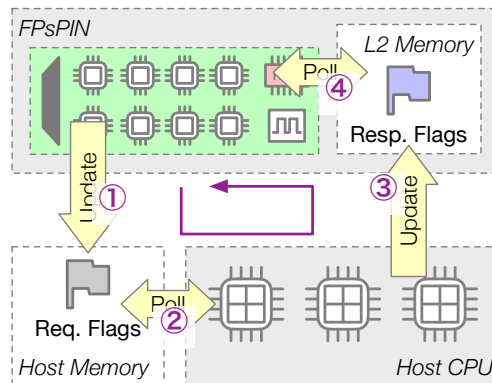 FPsPIN
L2 Memory
Poll
④
Resp. Flags
Update
①
③
Update
Req. Flags
Poll
②
Host Memory
Host CPU